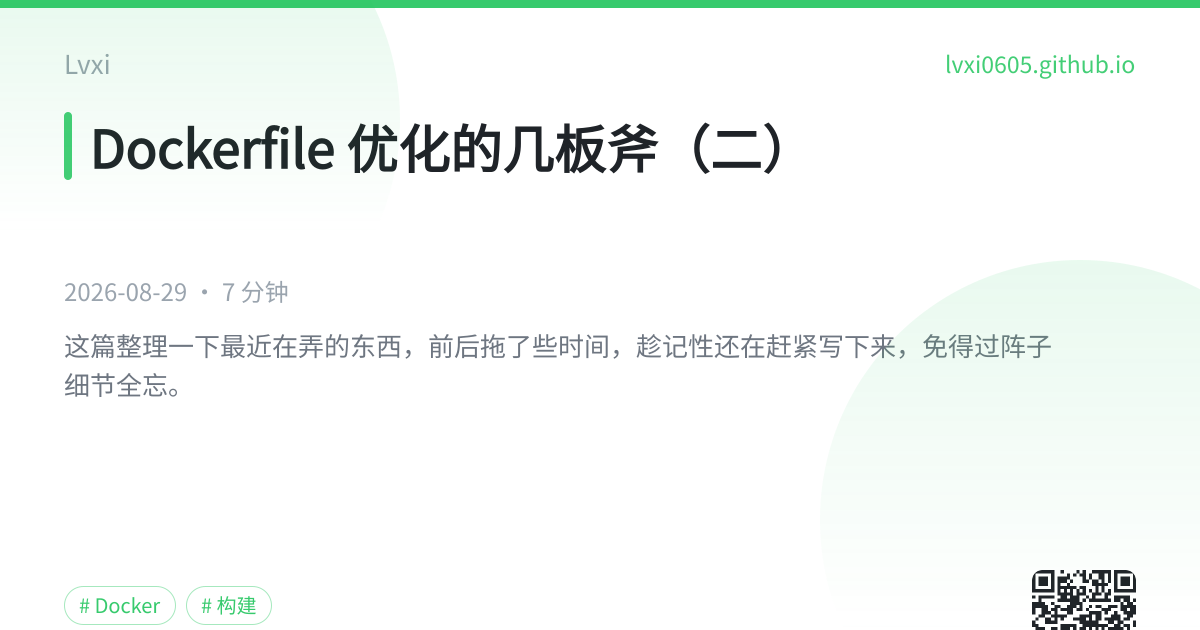 Lvxi
lvxi0605.github.io
Dockerfile 优化的几板斧（二）
2026-08-29 · 7 分钟
这篇整理一下最近在弄的东西，前后拖了些时间，趁记性还在赶紧写下来，免得过阵子
细节全忘。
# Docker
# 构建